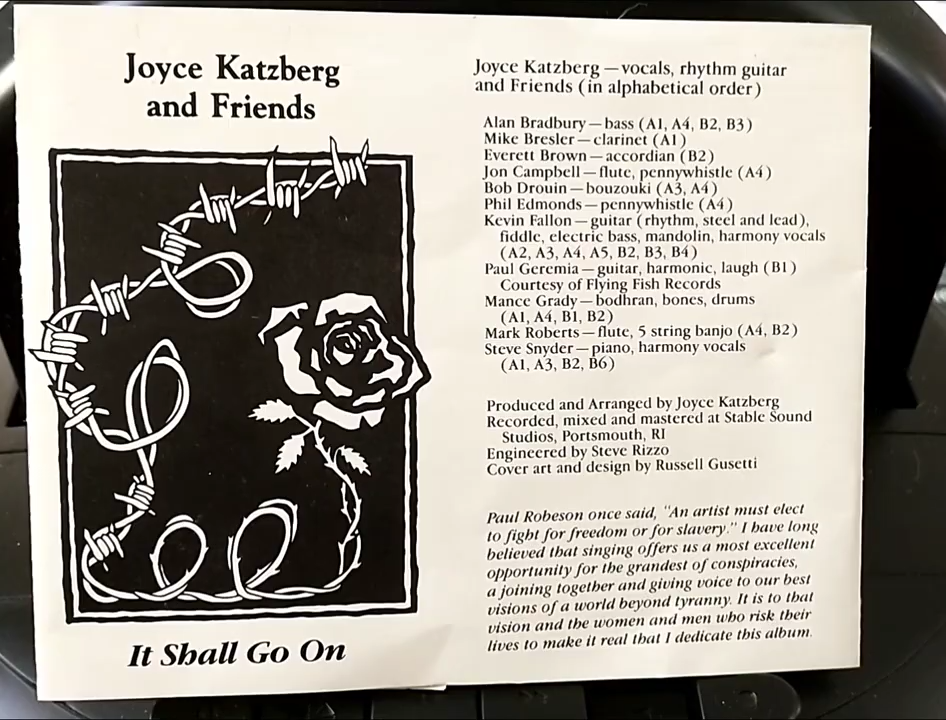 Joyce Katzberg
and Friends
It Shall Go On
Joyce Katzberg — vocals, rhythm guitar
and Friends (in alphabetical order)
Alan Bradbury — bass (A1, A4, B2, B3)
Mike Bresler — clarinet (A1)
Everett Brown — accordian (B2)
Jon Campbell — flute, pennywhistle (A4)
Bob Drouin — bouzouki (A3, A4)
Phil Edmonds — pennywhistle (A4)
Kevin Fallon — guitar (rhythm, steel and lead),
fiddle, electric bass, mandolin, harmony vocals
(A2, A3, A4, A5, B2, B3, B4)
Paul Geremia — guitar, harmonic, laugh (B1)
Courtesy of Flying Fish Records
Mance Grady — bodhran, bones, drums
(A1, A4, B1, B2)
Mark Roberts — flute, 5 string banjo (A4, B2)
Steve Snyder — piano, harmony vocals
(A1, A3, B2, B6)
Produced and Arranged by Joyce Katzberg
Recorded, mixed and mastered at Stable Sound
Studios, Portsmouth, RI
Engineered by Steve Rizzo
Cover art and design by Russell Gusetti
Paul Robeson once said, "An artist must elect
to fight for freedom or for slavery." I have long
believed that singing offers us a most excellent
opportunity for the grandest of conspiracies,
a joining together and giving voice to our best
visions of a world beyond tyranny. It is to that
vision and the women and men who risk their
lives to make it real that I dedicate this album.